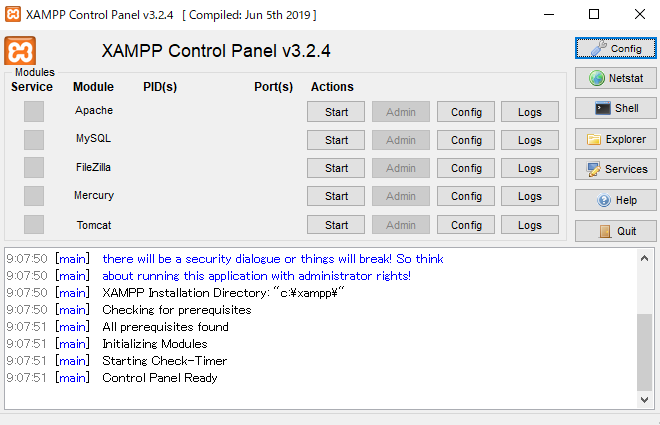 XAMPP Control Panel v3.2.4 [ Compiled: Jun 5th 2019 ]
XAMPP Control Panel v3.2.4
Config
Modules
Service Module PID(s) Port(s) Actions
Netstat
Apache Start Admin Config Logs
Shell
MySQL Start Admin Config Logs
Explorer
FileZilla Start Admin Config Logs
Services
Mercury Start Admin Config Logs
Help
Tomcat Start Admin Config Logs
Quit
9:07:50 [main] there will be a security dialogue or things will break! So think
9:07:50 [main] about running this application with administrator rights!
9:07:50 [main] XAMPP Installation Directory: "c:¥xampp¥"
9:07:50 [main] Checking for prerequisites
9:07:51 [main] All prerequisites found
9:07:51 [main] Initializing Modules
9:07:51 [main] Starting Check-Timer
9:07:51 [main] Control Panel Ready